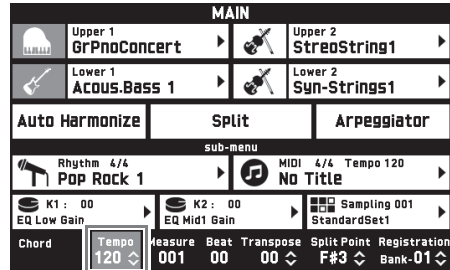 MAIN
Upper 1
GrPnoConcert
Upper 2
StreoString1
Lower 1
Acous.Bass 1
Lower 2
Syn-Strings1
Auto Harmonize Split Arpeggiator
sub-menu
Rhythm 4/4
Pop Rock 1
MIDI 4/4 Tempo 120
No Title
K1 : 00
EQ Low Gain
K2 : 00
EQ Mid1 Gain
Sampling 001
StandardSet1
Chord Tempo Measure Beat Transpose Split Point Registration
120 001 00 00 F#3 Bank-01